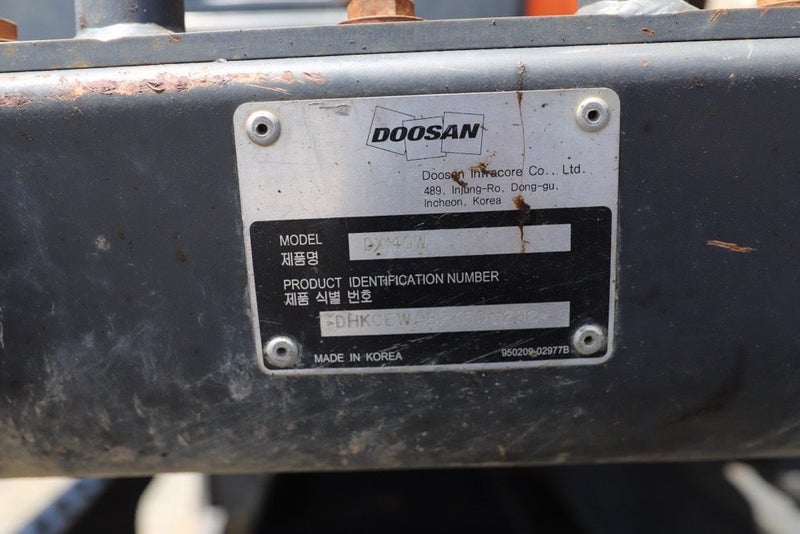 DOOSAN
Doosan Infracore Co., Ltd.
489, Injung-Ro, Dong-gu,
Incheon, Korea
MODEL DX140W
제품명
PRODUCT IDENTIFICATION NUMBER
제품 식별 번호
MADE IN KOREA 950209-02977B